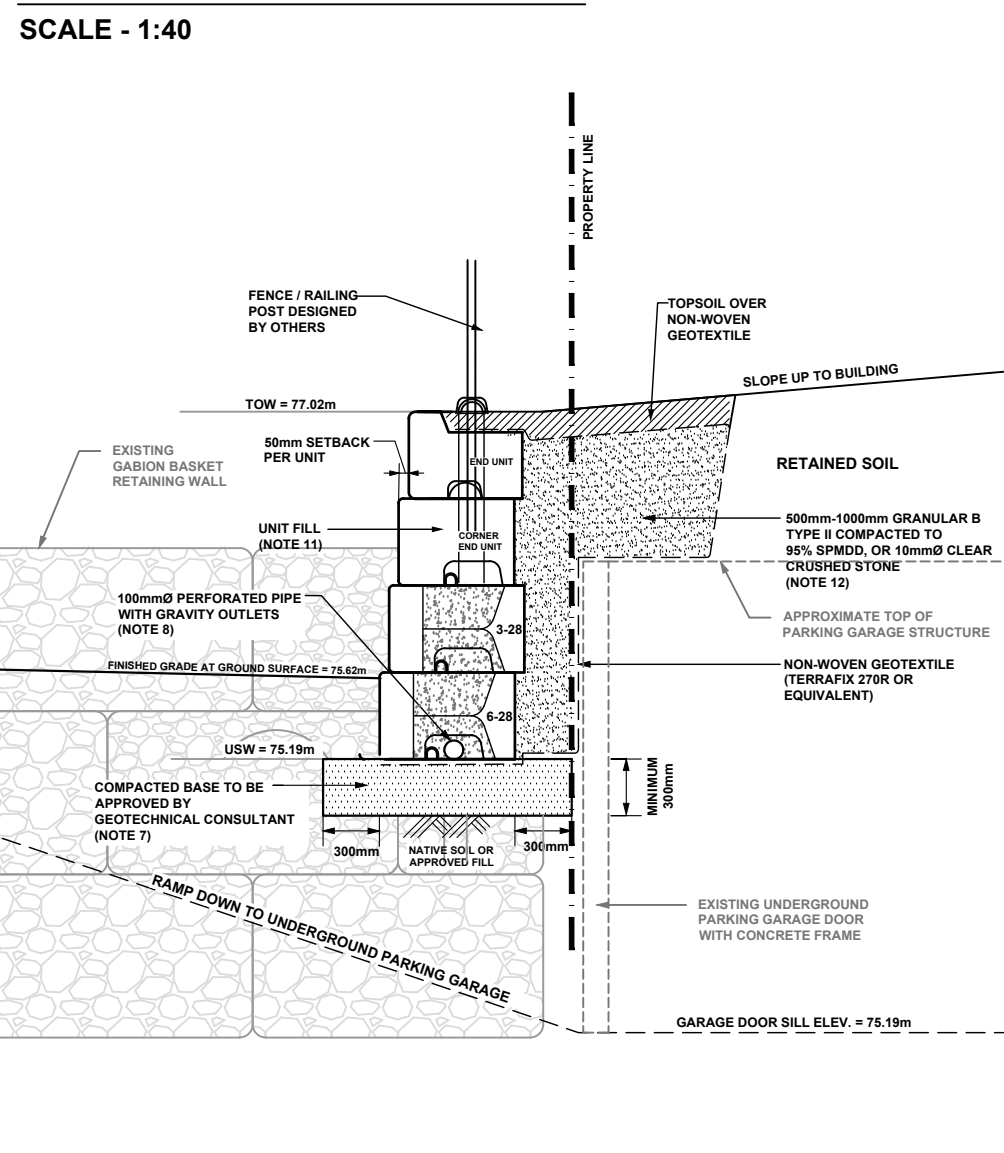 SCALE - 1:40
PROPERTY LINE
FENCE / RAILING
POST DESIGNED
BY OTHERS
TOPSOIL OVER
NON-WOVEN
GEOTEXTILE
SLOPE UP TO BUILDING
TOW = 77.02m
50mm SETBACK
PER UNIT
EXISTING
GABION BASKET
RETAINING WALL
END UNIT
RETAINED SOIL
UNIT FILL
(NOTE 11)
CORNER
END UNIT
500mm-1000mm GRANULAR B
TYPE II COMPACTED TO
95% SPMDD, OR 10mmØ CLEAR
CRUSHED STONE
(NOTE 12)
100mmØ PERFORATED PIPE
WITH GRAVITY OUTLETS
(NOTE 8)
3-28
APPROXIMATE TOP OF
PARKING GARAGE STRUCTURE
FINISHED GRADE AT GROUND SURFACE = 75.62m
NON-WOVEN GEOTEXTILE
(TERRAFIX 270R OR
EQUIVALENT)
6-28
USW = 75.19m
COMPACTED BASE TO BE
APPROVED BY
GEOTECHNICAL CONSULTANT
(NOTE 7)
MINIMUM
300mm
300mm
NATIVE SOIL OR
APPROVED FILL
300mm
RAMP DOWN TO UNDERGROUND PARKING GARAGE
EXISTING UNDERGROUND
PARKING GARAGE DOOR
WITH CONCRETE FRAME
GARAGE DOOR SILL ELEV. = 75.19m